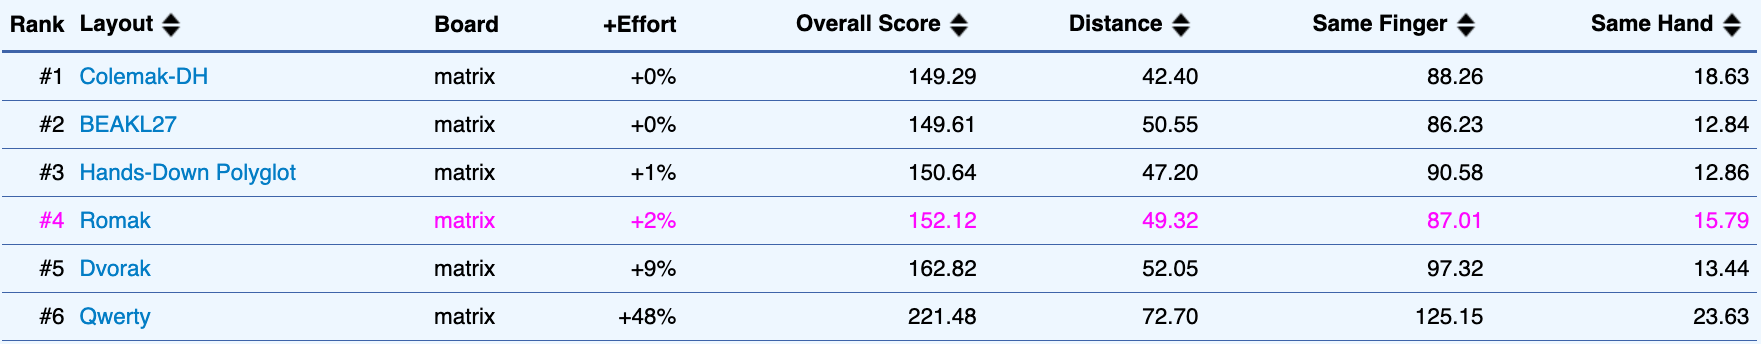 Rank Layout Board +Effort Overall Score Distance Same Finger Same Hand
#1 Colemak-DH matrix +0% 149.29 42.40 88.26 18.63
#2 BEAKL27 matrix +0% 149.61 50.55 86.23 12.84
#3 Hands-Down Polyglot matrix +1% 150.64 47.20 90.58 12.86
#4 Romak matrix +2% 152.12 49.32 87.01 15.79
#5 Dvorak matrix +9% 162.82 52.05 97.32 13.44
#6 Qwerty matrix +48% 221.48 72.70 125.15 23.63